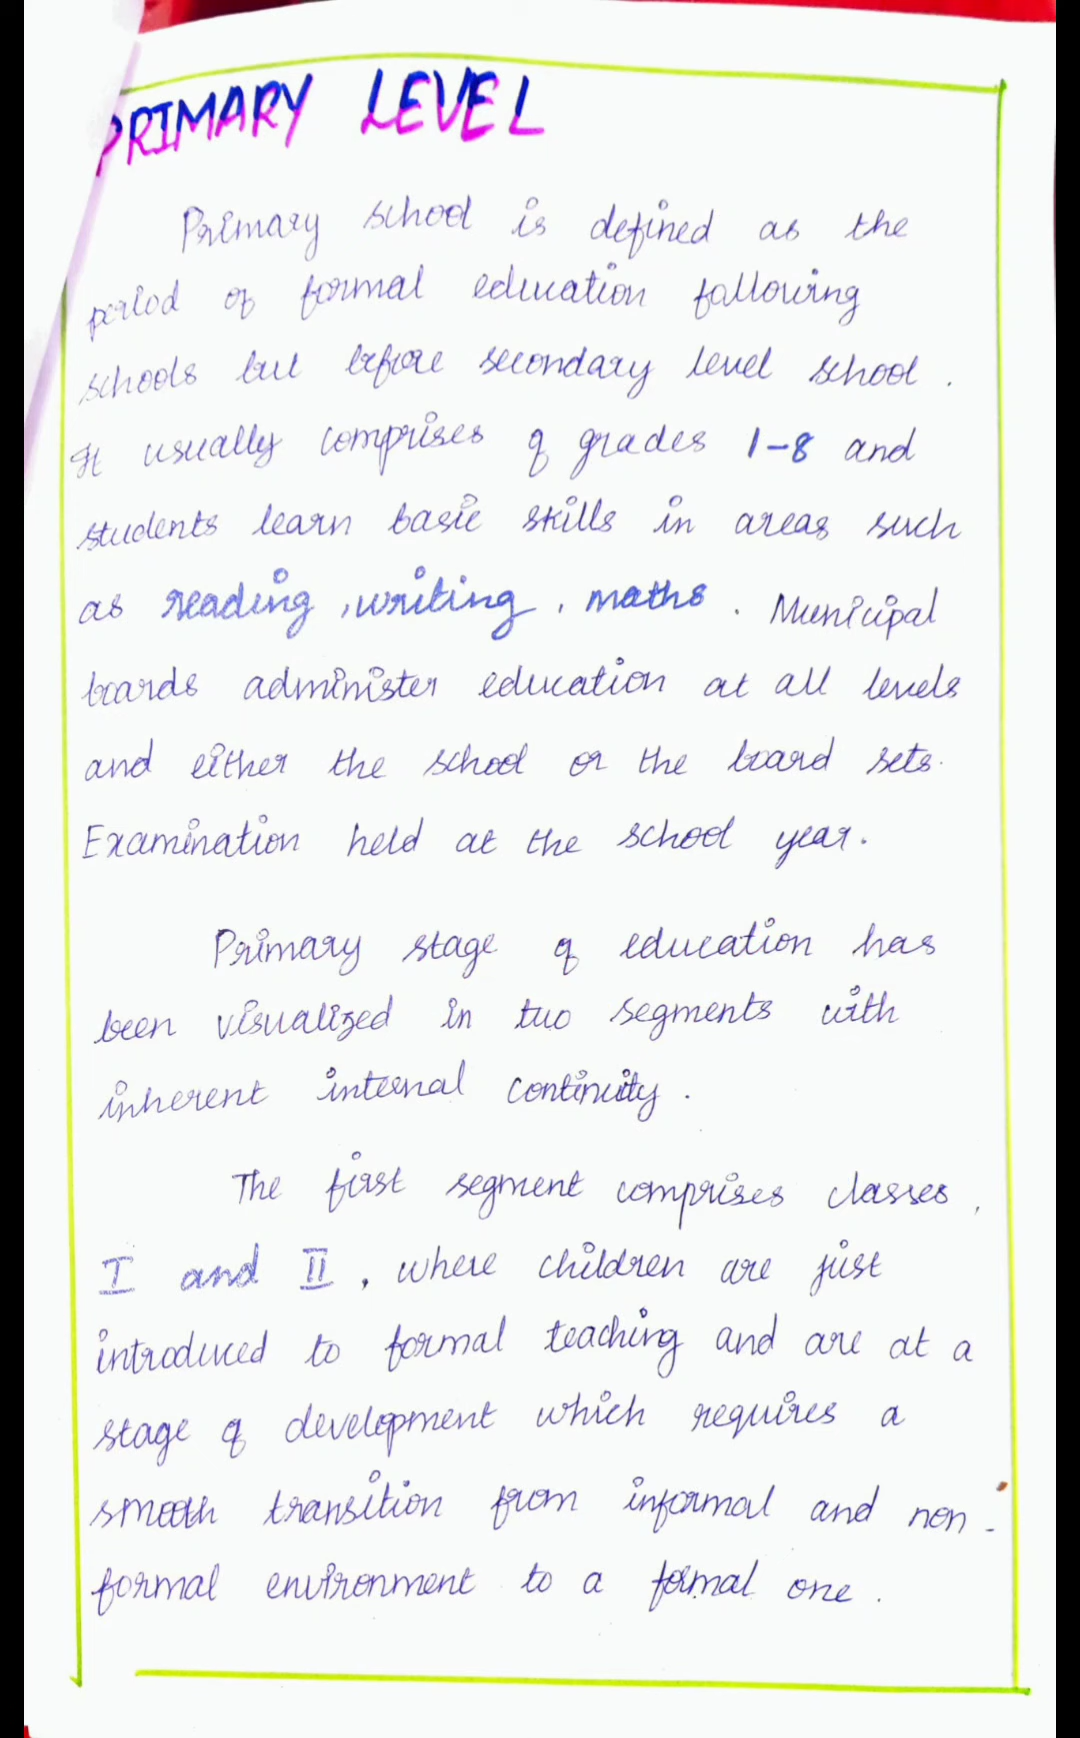 PRIMARY LEVEL
Primary school is defined as the
period of formal education following
schools but before secondary level school.
It usually comprises of grades 1-8 and
students learn basic skills in areas such
as reading, writing, maths. Municipal
boards administer education at all levels
and either the school or the board sets.
Examination held at the school year.
Primary stage of education has
been visualized in two segments with
inherent internal continuity.
The first segment comprises classes,
I and II, where children are just
introduced to formal teaching and are at a
stage of development which requires a
smooth transition from informal and non-
formal environment to a formal one.